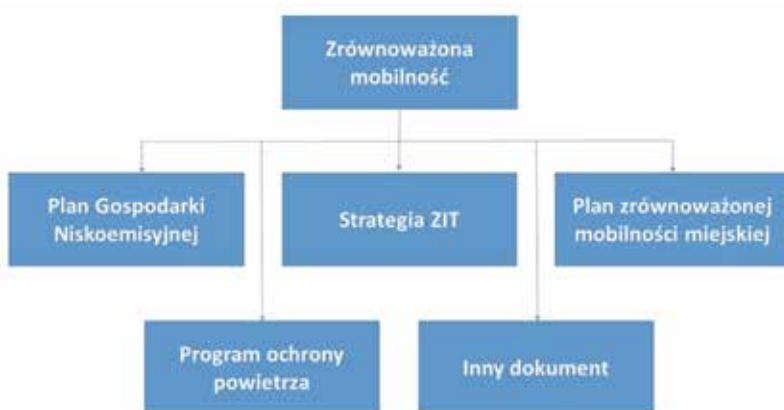 Zrównoważona
mobilność
Plan Gospodarki
Niskoemisyjnej
Strategia ZIT
Plan zrównoważonej
mobilności miejskiej
Program ochrony
powietrza
Inny dokument